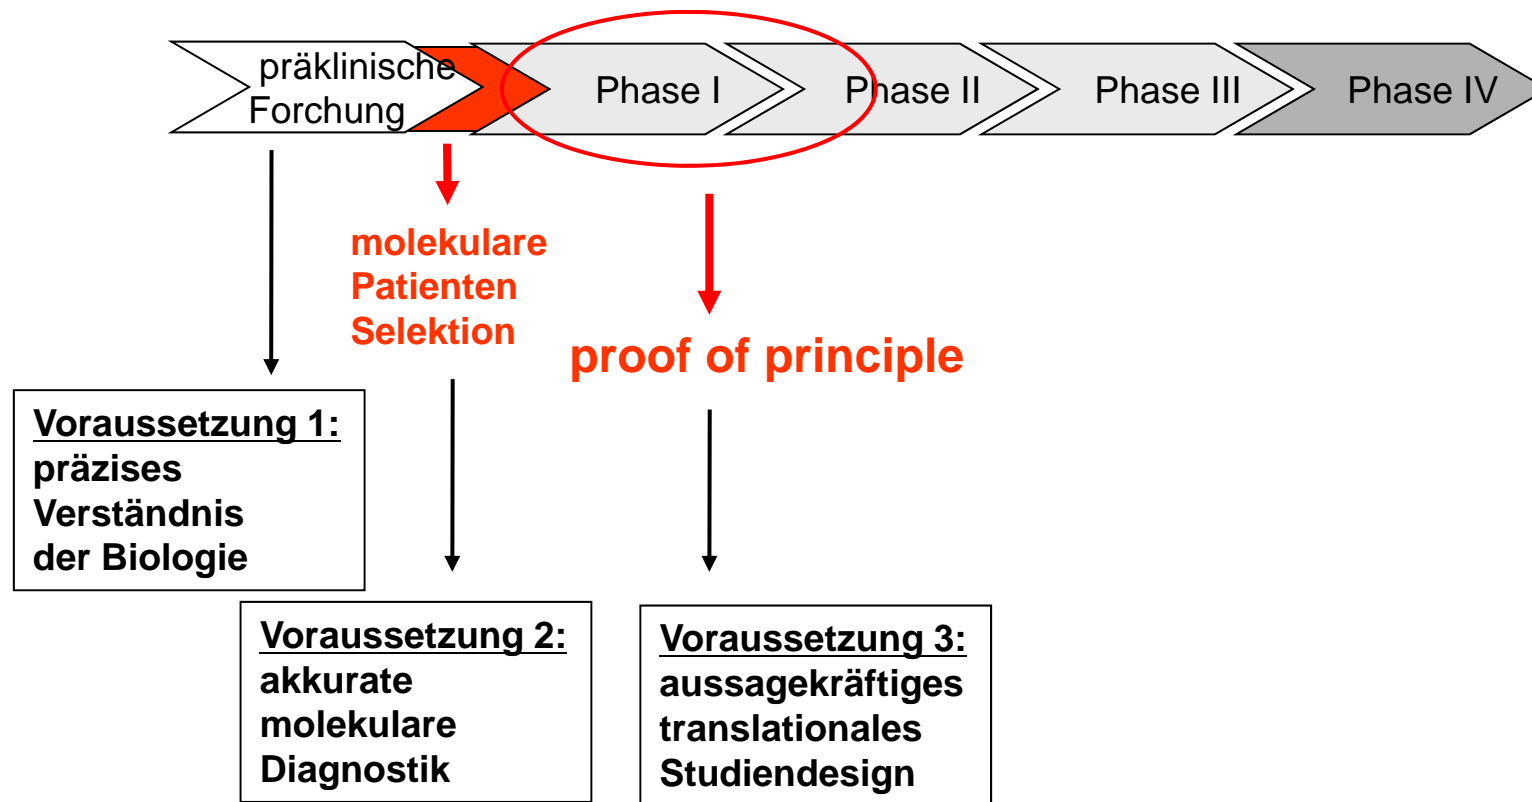 präklinische
Forchung
Phase I
Phase II
Phase III
Phase IV
molekulare
Patienten
Selektion
proof of principle
Voraussetzung 1:
präzises
Verständnis
der Biologie
Voraussetzung 2:
akkurate
molekulare
Diagnostik
Voraussetzung 3:
aussagekräftiges
translationales
Studiendesign